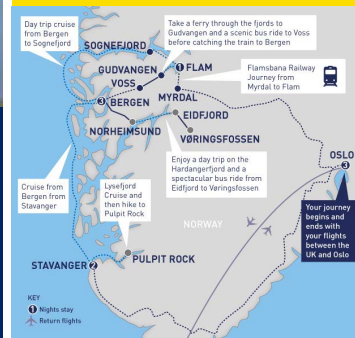 Day trip cruise
from Bergen
to Sognefjord
Take a ferry through the fjords to
Gudvangen and a scenic bus ride to Voss
before catching the train to Bergen
SOGNEFJORD
GUDVANGEN
1 FLAM
VOSS
Flamsbana Railway
Journey from
Myrdal to Flam
3 BERGEN
MYRDAL
EIDFJORD
NORHEIMSUND
VØRINGSFOSSEN
OSLO
3
Enjoy a day trip on the
Hardangerfjord and a
spectacular bus ride from
Eidfjord to Vøringsfossen
Cruise from
Bergen from
Stavanger
Lysefjord
Cruise and
then hike to
Pulpit Rock
Your journey
begins and
ends with
your flights
between the
UK and Oslo
NORWAY
STAVANGER 2
PULPIT ROCK
KEY
1 Nights stay
Return flights